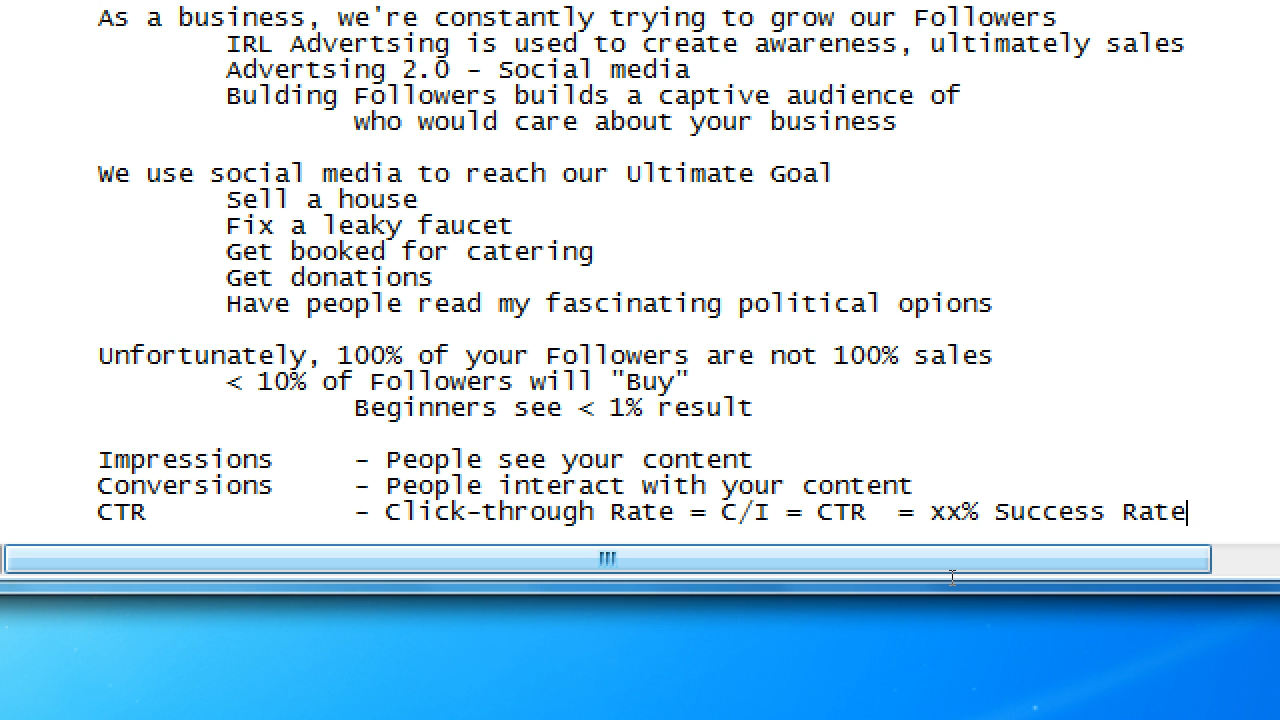 As a business, we're constantly trying to grow our Followers
IRL Advertsing is used to create awareness, ultimately sales
Advertsing 2.0 – Social media
Bulding Followers builds a captive audience of
who would care about your business
We use social media to reach our Ultimate Goal
Sell a house
Fix a leaky faucet
Get booked for catering
Get donations
Have people read my fascinating political opions
Unfortunately, 100% of your Followers are not 100% sales
< 10% of Followers will "Buy"
Beginners see < 1% result
Impressions – People see your content
Conversions – People interact with your content
CTR – Click-through Rate = C/I = CTR = xx% Success Rate